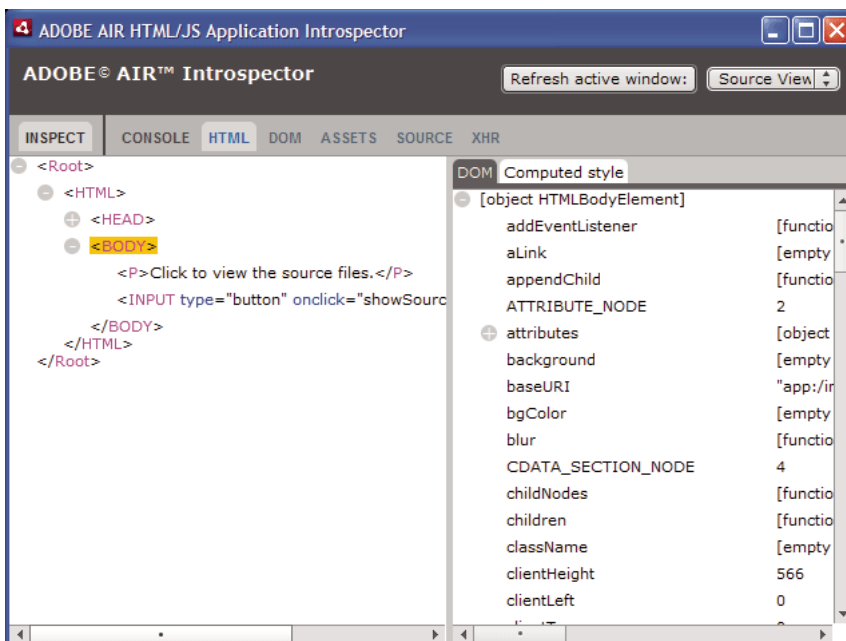 ADOBE AIR HTML/JS Application Introspector
ADOBE© AIR™ Introspector
Refresh active window:
Source View
INSPECT CONSOLE HTML DOM ASSETS SOURCE XHR
<Root>
<HTML>
<HEAD>
<BODY>
<P>Click to view the source files.</P>
<INPUT type="button" onclick="showSourc
</BODY>
</HTML>
</Root>
DOM Computed style
[object HTMLBodyElement]
addEventListener [functio
aLink [empty
appendChild [functio
ATTRIBUTE_NODE 2
attributes [object
background [empty
baseURI "app:/in
bgColor [empty
blur [functio
CDATA_SECTION_NODE 4
childNodes [functio
children [functio
className [empty
clientHeight 566
clientLeft 0